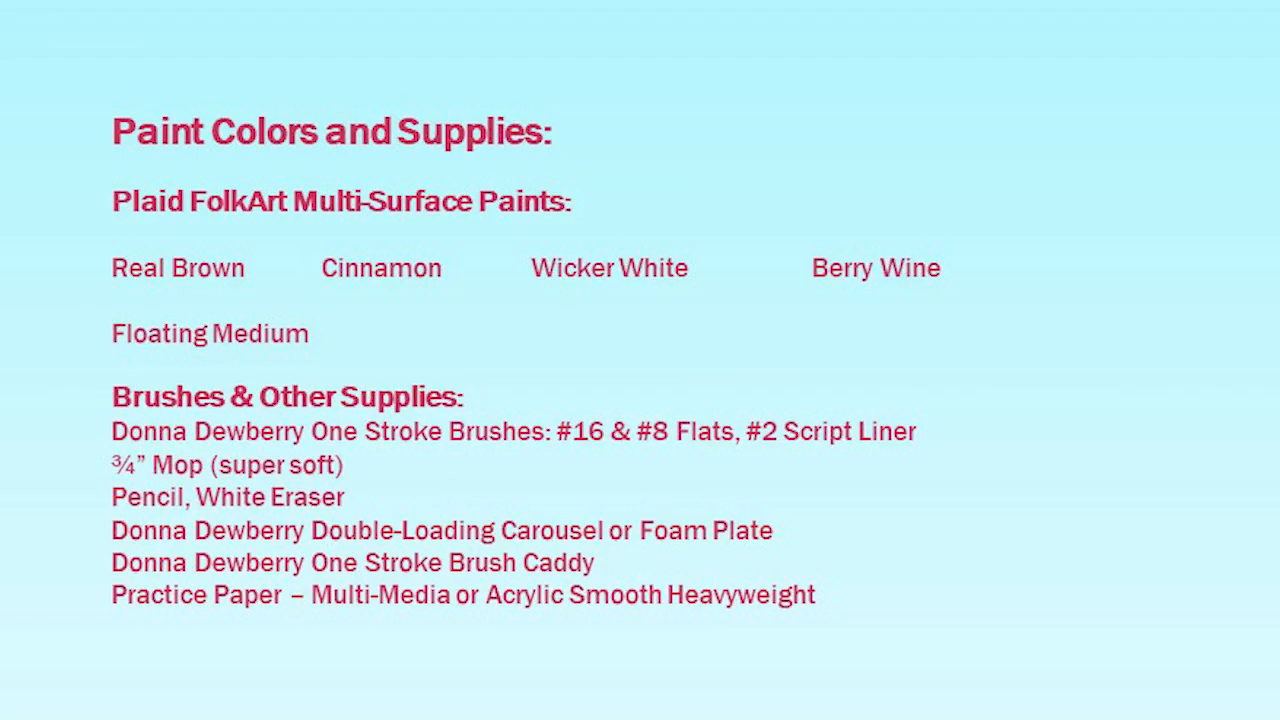 Paint Colors and Supplies:
Plaid FolkArt Multi-Surface Paints:
Real Brown Cinnamon Wicker White Berry Wine
Floating Medium
Brushes & Other Supplies:
Donna Dewberry One Stroke Brushes: #16 & #8 Flats, #2 Script Liner
¾” Mop (super soft)
Pencil, White Eraser
Donna Dewberry Double-Loading Carousel or Foam Plate
Donna Dewberry One Stroke Brush Caddy
Practice Paper – Multi-Media or Acrylic Smooth Heavyweight